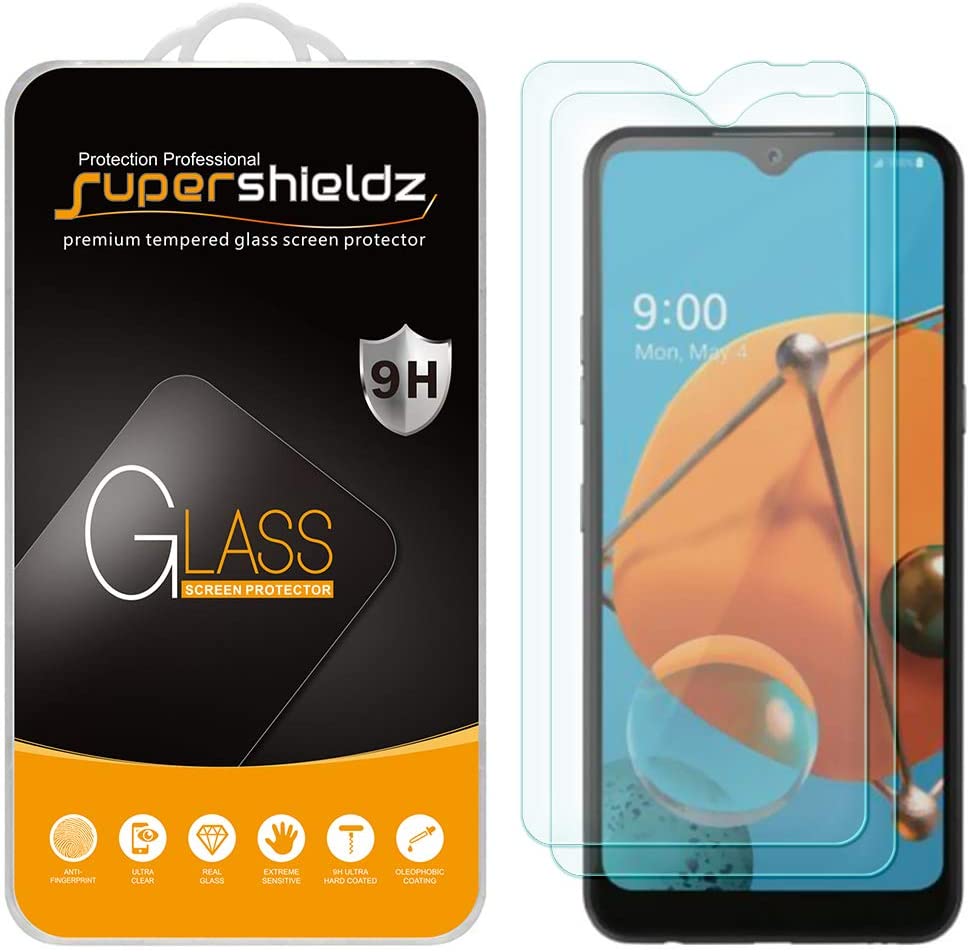 Protection Professional
supershieldz
premium tempered glass screen protector
9H
GLASS
SCREEN PROTECTOR
ANTI-
FINGERPRINT
ULTRA
CLEAR
REAL
GLASS
EXTREME
SENSITIVE
9H ULTRA
HARD COATED
OLEOPHOBIC
COATING
9:00
Mon, May 4